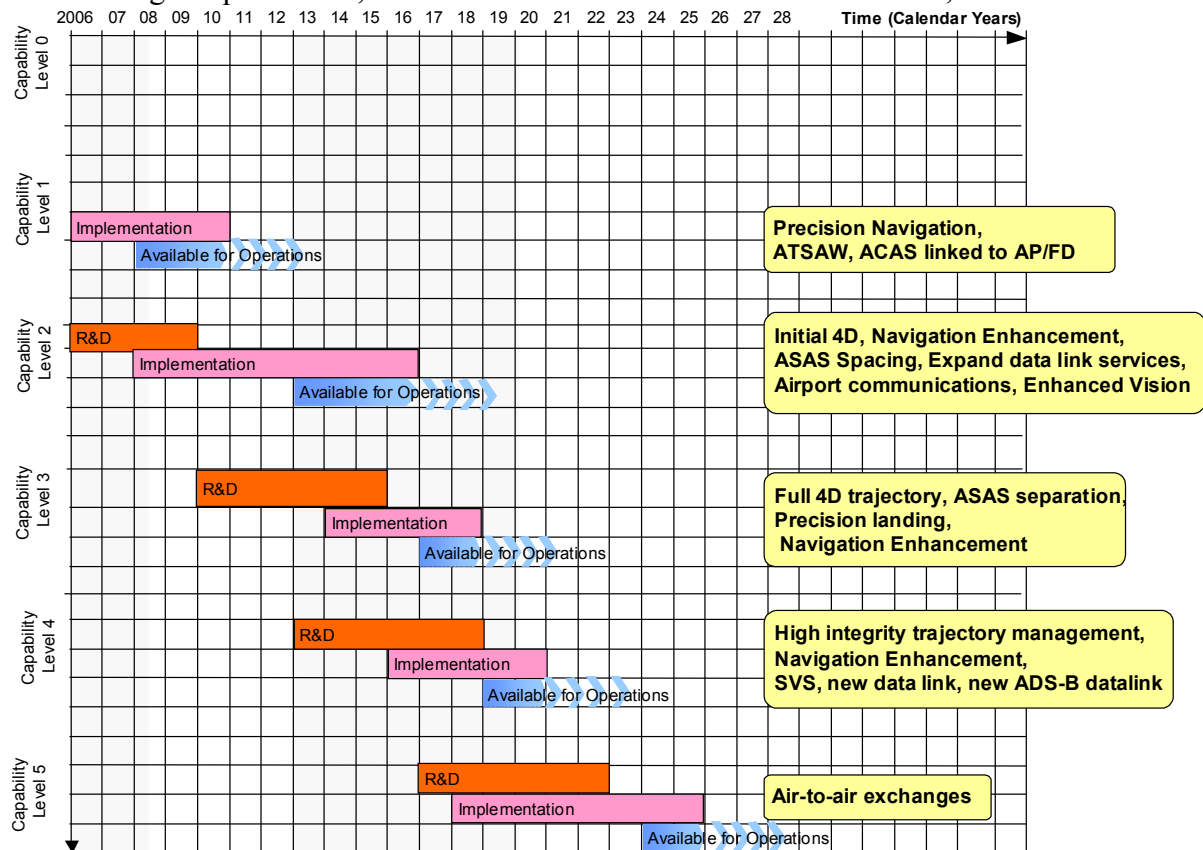 2006 07 08 09 10 11 12 13 14 15 16 17 18 19 20 21 22 23 24 25 26 27 28 Time (Calendar Years)
Capability
Level 0
Capability
Level 1
Implementation
Available for Operations
Precision Navigation,
ATSAW, ACAS linked to AP/FD
Capability
Level 2
R&D
Implementation
Available for Operations
Initial 4D, Navigation Enhancement,
ASAS Spacing, Expand data link services,
Airport communications, Enhanced Vision
Capability
Level 3
R&D
Implementation
Available for Operations
Full 4D trajectory, ASAS separation,
Precision landing,
Navigation Enhancement
Capability
Level 4
R&D
Implementation
Available for Operations
High integrity trajectory management,
Navigation Enhancement,
SVS, new data link, new ADS-B datalink
Capability
Level 5
R&D
Implementation
Available for Operations
Air-to-air exchanges